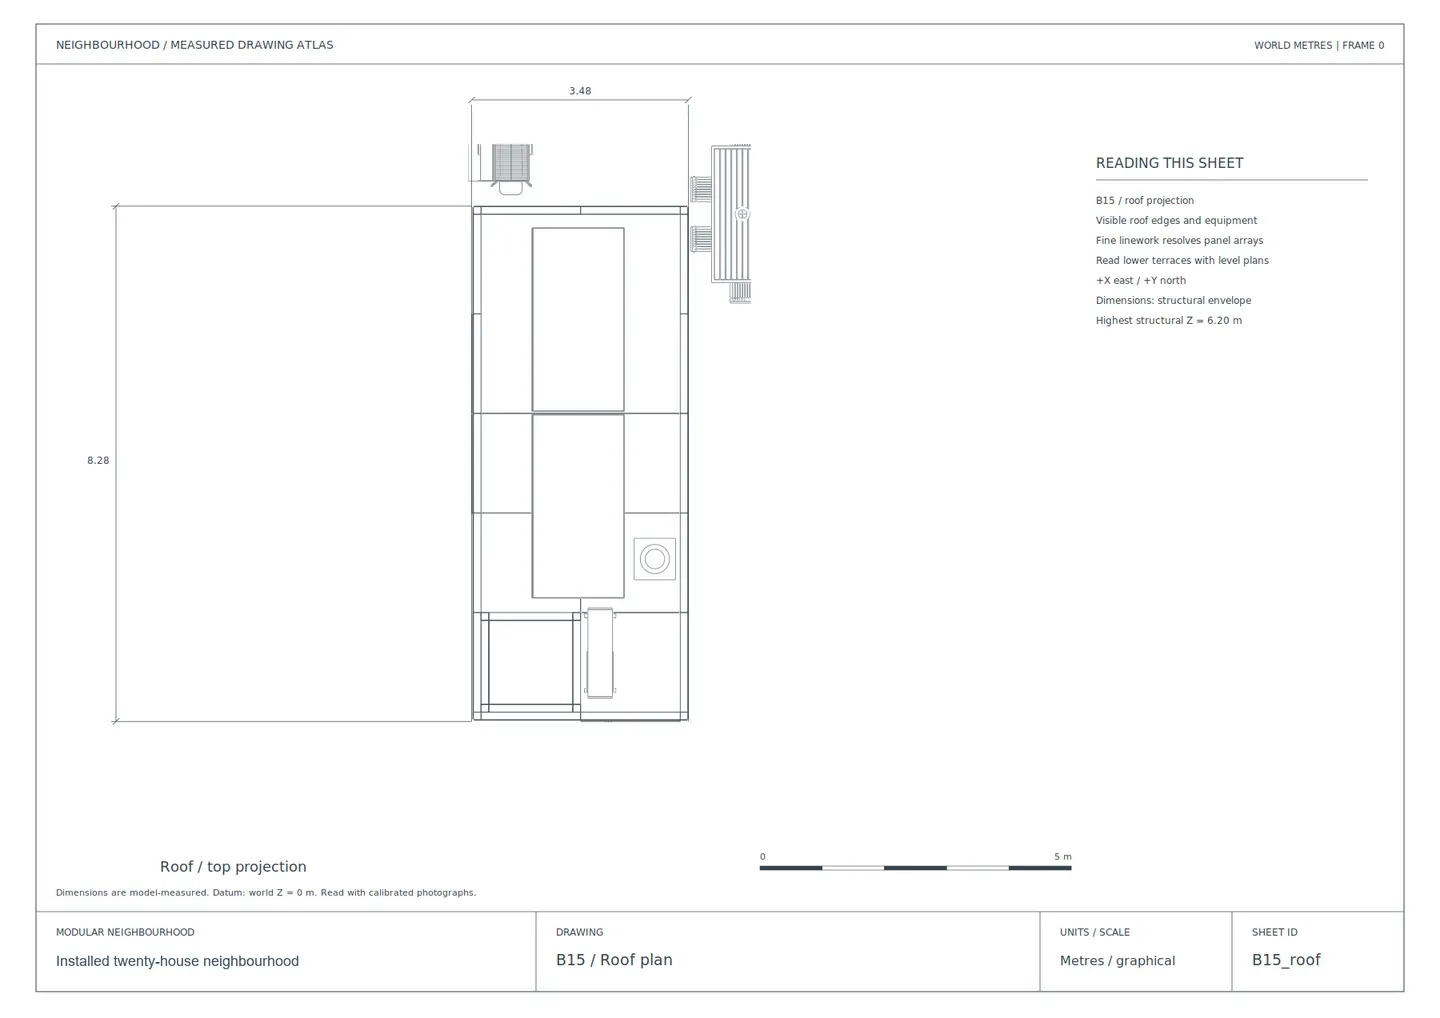 NEIGHBOURHOOD / MEASURED DRAWING ATLAS
WORLD METRES | FRAME 0
3.48
8.28
READING THIS SHEET
B15 / roof projection
Visible roof edges and equipment
Fine linework resolves panel arrays
Read lower terraces with level plans
+X east / +Y north
Dimensions: structural envelope
Highest structural Z = 6.20 m
0
5 m
Roof / top projection
Dimensions are model-measured. Datum: world Z = 0 m. Read with calibrated photographs.
MODULAR NEIGHBOURHOOD
Installed twenty-house neighbourhood
DRAWING
B15 / Roof plan
UNITS / SCALE
Metres / graphical
SHEET ID
B15_roof